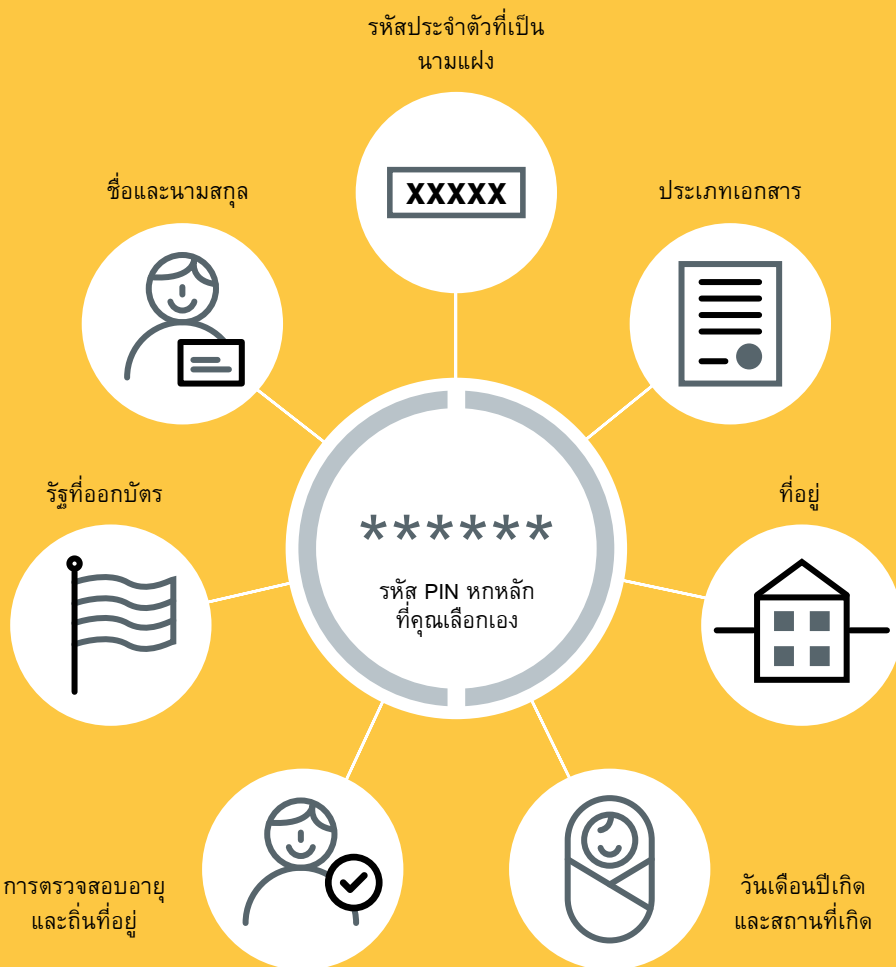 รหัสประจำตัวที่เป็น
นามแฝง
XXXXX
ชื่อและนามสกุล
ประเภทเอกสาร
รัฐที่ออกบัตร
ที่อยู่
******
รหัส PIN หกหลัก
ที่คุณเลือกเอง
การตรวจสอบอายุ
และถิ่นที่อยู่
วันเดือนปีเกิด
และสถานที่เกิด